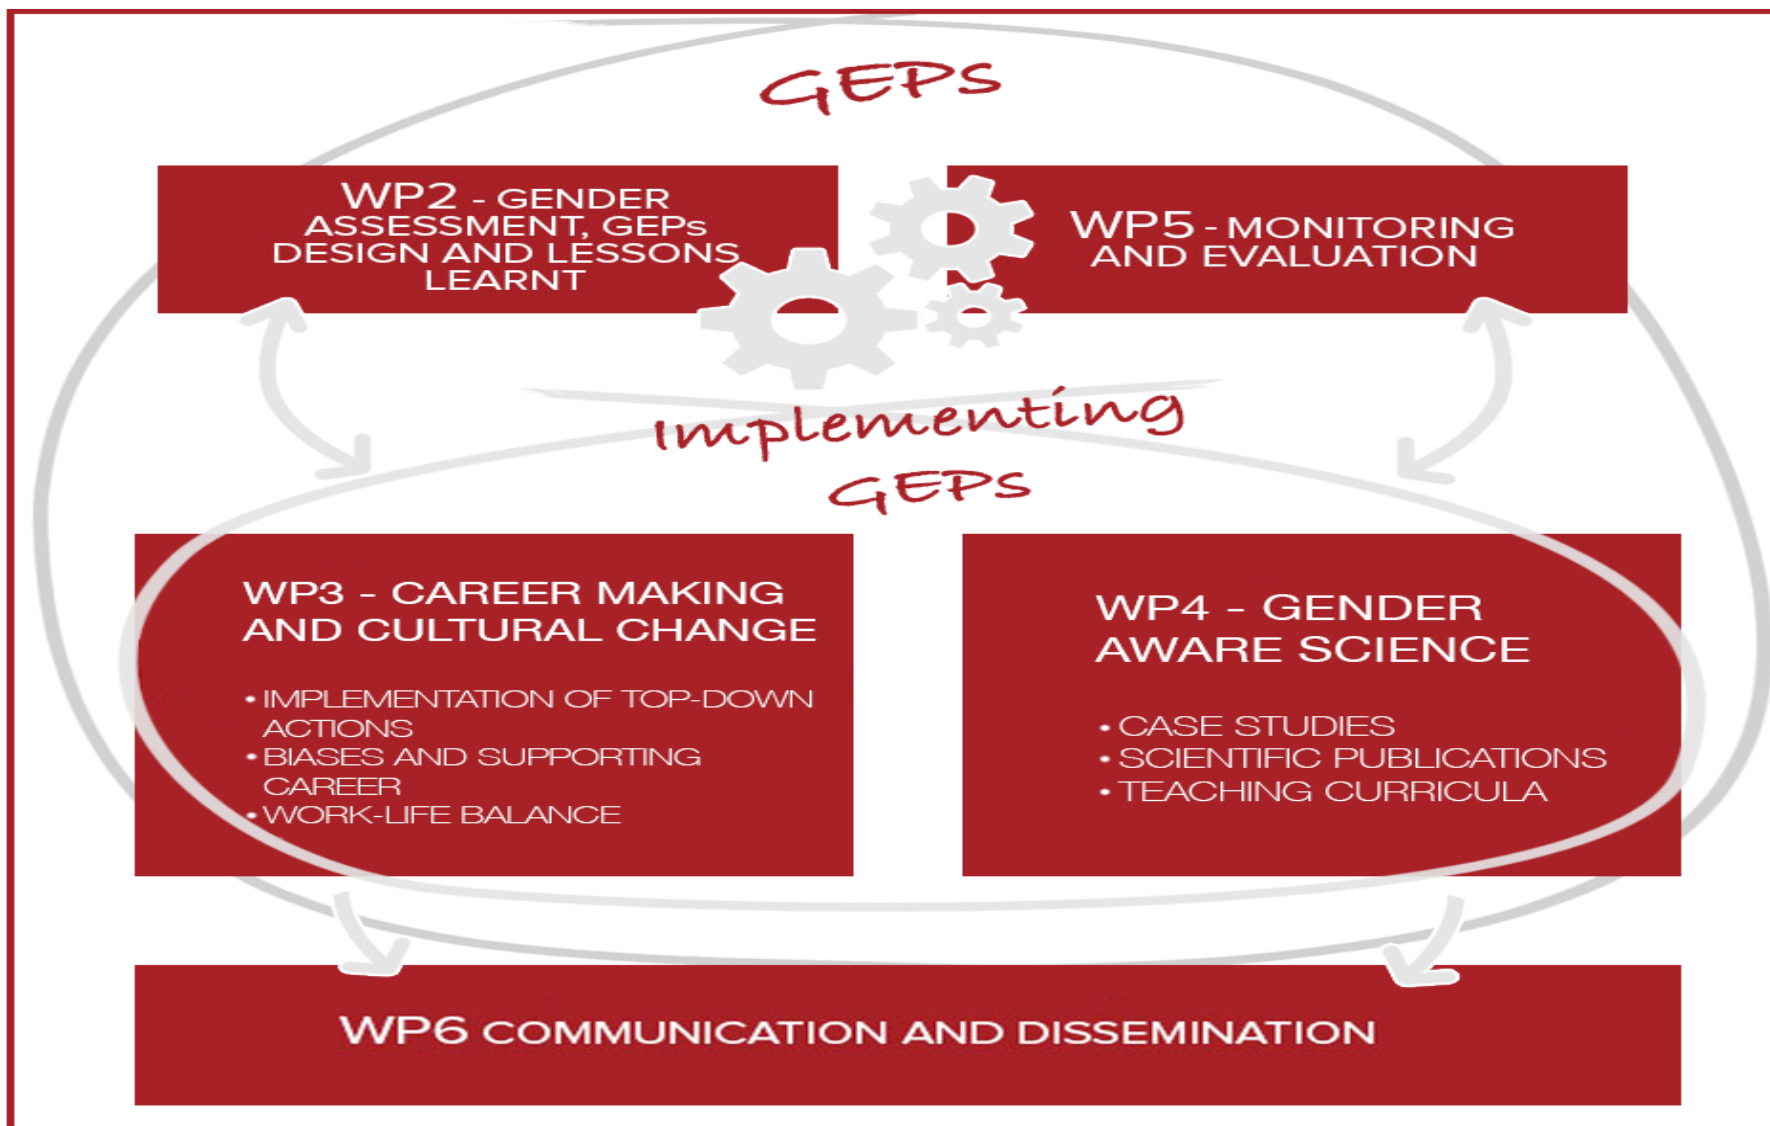 GEPS
WP2 - GENDER
ASSESSMENT, GEPs
DESIGN AND LESSONS
LEARNT
WP5 - MONITORING
AND EVALUATION
Implementing
GEPS
WP3 - CAREER MAKING
AND CULTURAL CHANGE
• IMPLEMENTATION OF TOP-DOWN
ACTIONS
• BIASES AND SUPPORTING
CAREER
• WORK-LIFE BALANCE
WP4 - GENDER
AWARE SCIENCE
• CASE STUDIES
• SCIENTIFIC PUBLICATIONS
• TEACHING CURRICULA
WP6 COMMUNICATION AND DISSEMINATION